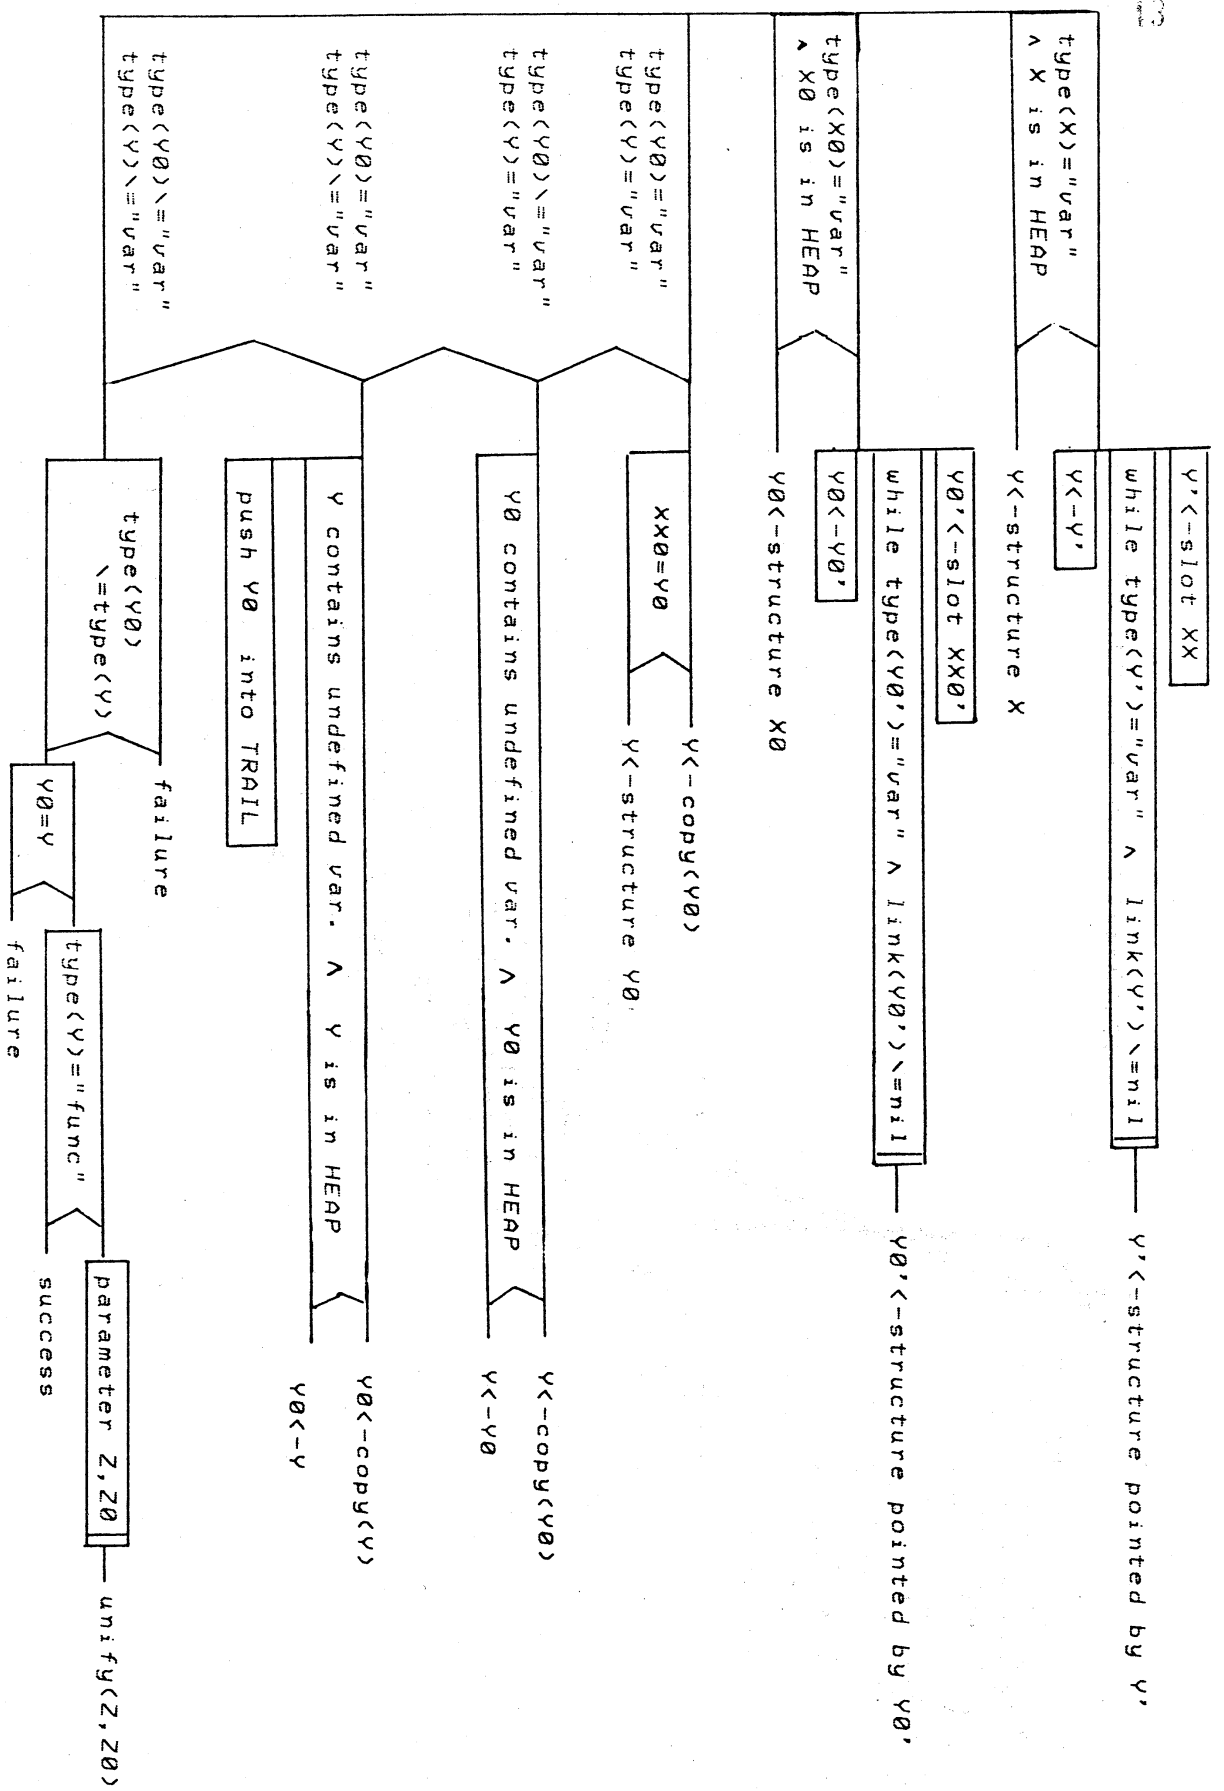 13
type(X)="var"
∧ X is in HEAP
Y'<-slot XX
while type(Y')="var" ∧ link(Y')\=nil
Y'<-structure pointed by Y'
Y<-Y'
Y<-structure X
type(X0)="var"
∧ X0 is in HEAP
Y0'<-slot XX0'
while type(Y0')="var" ∧ link(Y0')\=nil
Y0'<-structure pointed by Y0'
Y0<-Y0'
Y0<-structure X0
type(Y0)="var"
type(Y)="var"
XX0=Y0
Y<-copy(Y0)
Y<-structure Y0
type(Y0)\="var"
type(Y)="var"
Y0 contains undefined var. ∧ Y0 is in HEAP
Y<-copy(Y0)
Y<-Y0
type(Y0)="var"
type(Y)\="var"
Y contains undefined var. ∧ Y is in HEAP
Y0<-copy(Y)
Y0<-Y
push Y0 into TRAIL
type(Y0)\="var"
type(Y)\="var"
type(Y0)
\=type(Y)
failure
Y0=Y
type(Y)="func"
parameter Z,Z0
unify(Z,Z0)
success
failure